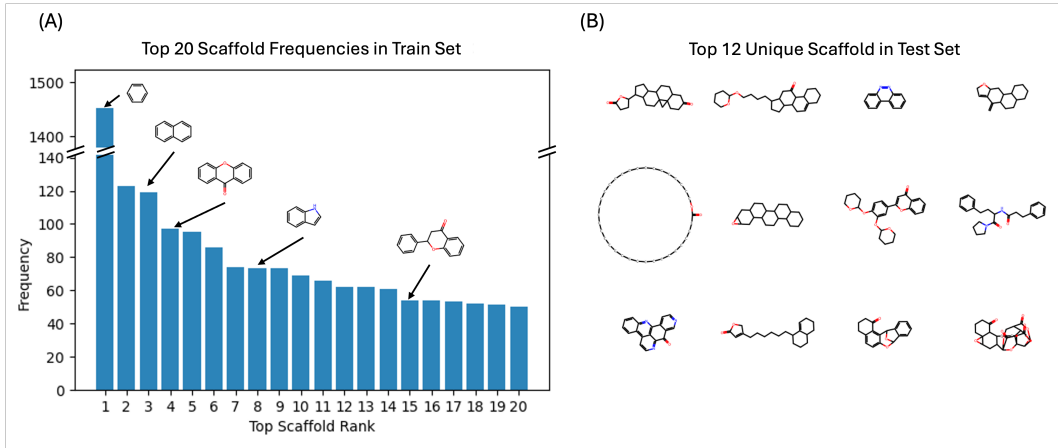 (A)
Top 20 Scaffold Frequencies in Train Set
1500
1400
140
120
100
80
60
40
20
0
Frequency
1 2 3 4 5 6 7 8 9 10 11 12 13 14 15 16 17 18 19 20
Top Scaffold Rank
(B)
Top 12 Unique Scaffold in Test Set